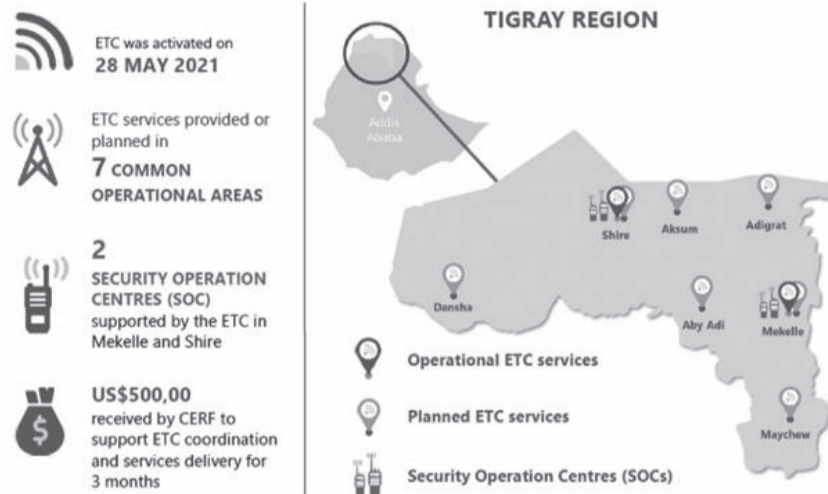 ETC was activated on
28 MAY 2021
ETC services provided or
planned in
7 COMMON
OPERATIONAL AREAS
2
SECURITY OPERATION
CENTRES (SOC)
supported by the ETC in
Mekelle and Shire
US$500,00
received by CERF to
support ETC coordination
and services delivery for
3 months
TIGRAY REGION
Addis
Ababa
Shire
Aksum
Adigrat
Dansha
Aby Adi
Mekelle
Maychew
Operational ETC services
Planned ETC services
Security Operation Centres (SOCs)